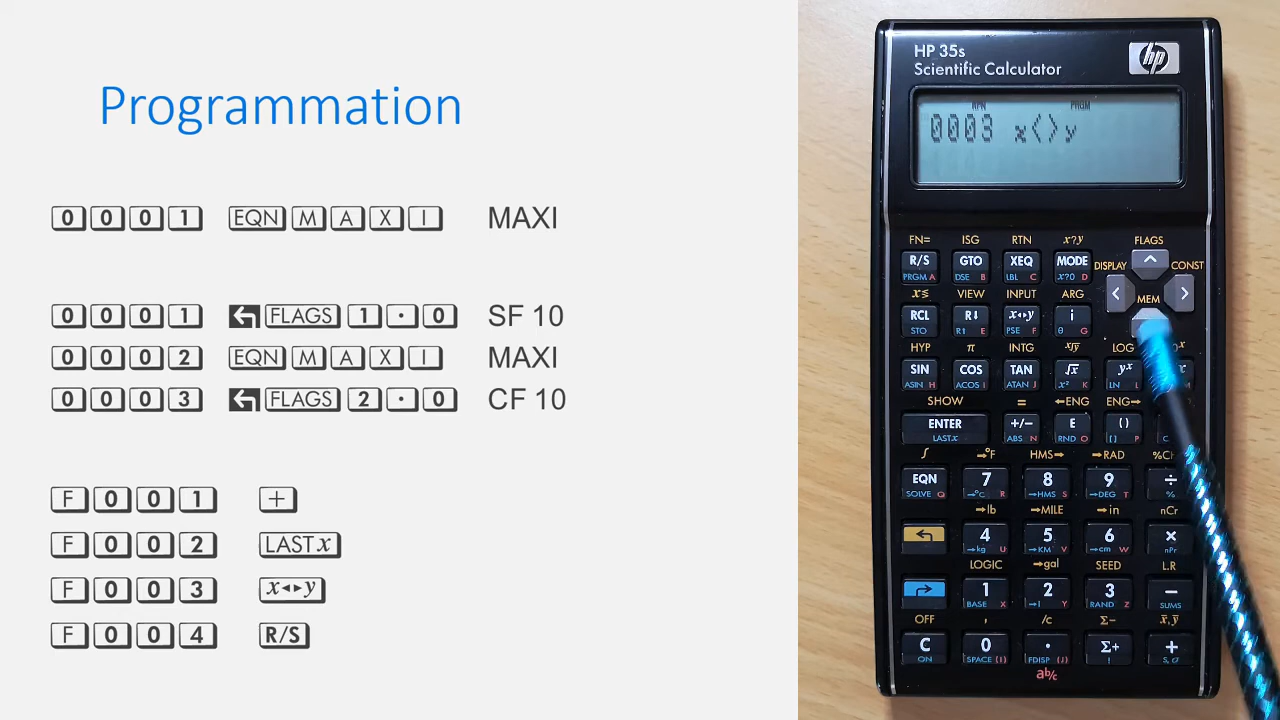 Programmation
0001 EQN M A X I MAXI
0001 FLAGS 1 · 0 SF 10
0002 EQN M A X I MAXI
0003 FLAGS 2 · 0 CF 10
F001 +
F002 LASTx
F003 x◂▸y
F004 R/S
HP 35s
Scientific Calculator
hp
RPN PRGM
0003 x<>y
FN= ISG RTN x?y FLAGS
R/S GTO XEQ MODE
DISPLAY CONST
PRGM A DSE B LBL C x?0 D
x≶ VIEW INPUT ARG MEM
RCL R↓ x◂▸y i
STO R↑ E PSE F θ G
HYP π INTG x√y LOG
SIN COS TAN √x yˣ
ASIN H ACOS I ATAN J x² K LN L
SHOW = ←ENG ENG→
ENTER +/− E ( )
LASTx ABS N RND O [ ] P
∫ →°F HMS→ →RAD
EQN 7 8 9 ÷
SOLVE Q →°C R →HMS S →DEG T %
→lb →MILE →in nCr
4 5 6 ×
→kg U →KM V →cm W nPr
LOGIC →gal SEED L.R
1 2 3 −
BASE X →l Y RAND Z SUMS
OFF , /c Σ− x̄,ȳ
C 0 · Σ+ +
ON SPACE (I) FDISP (J) ! s,σ
ab/c